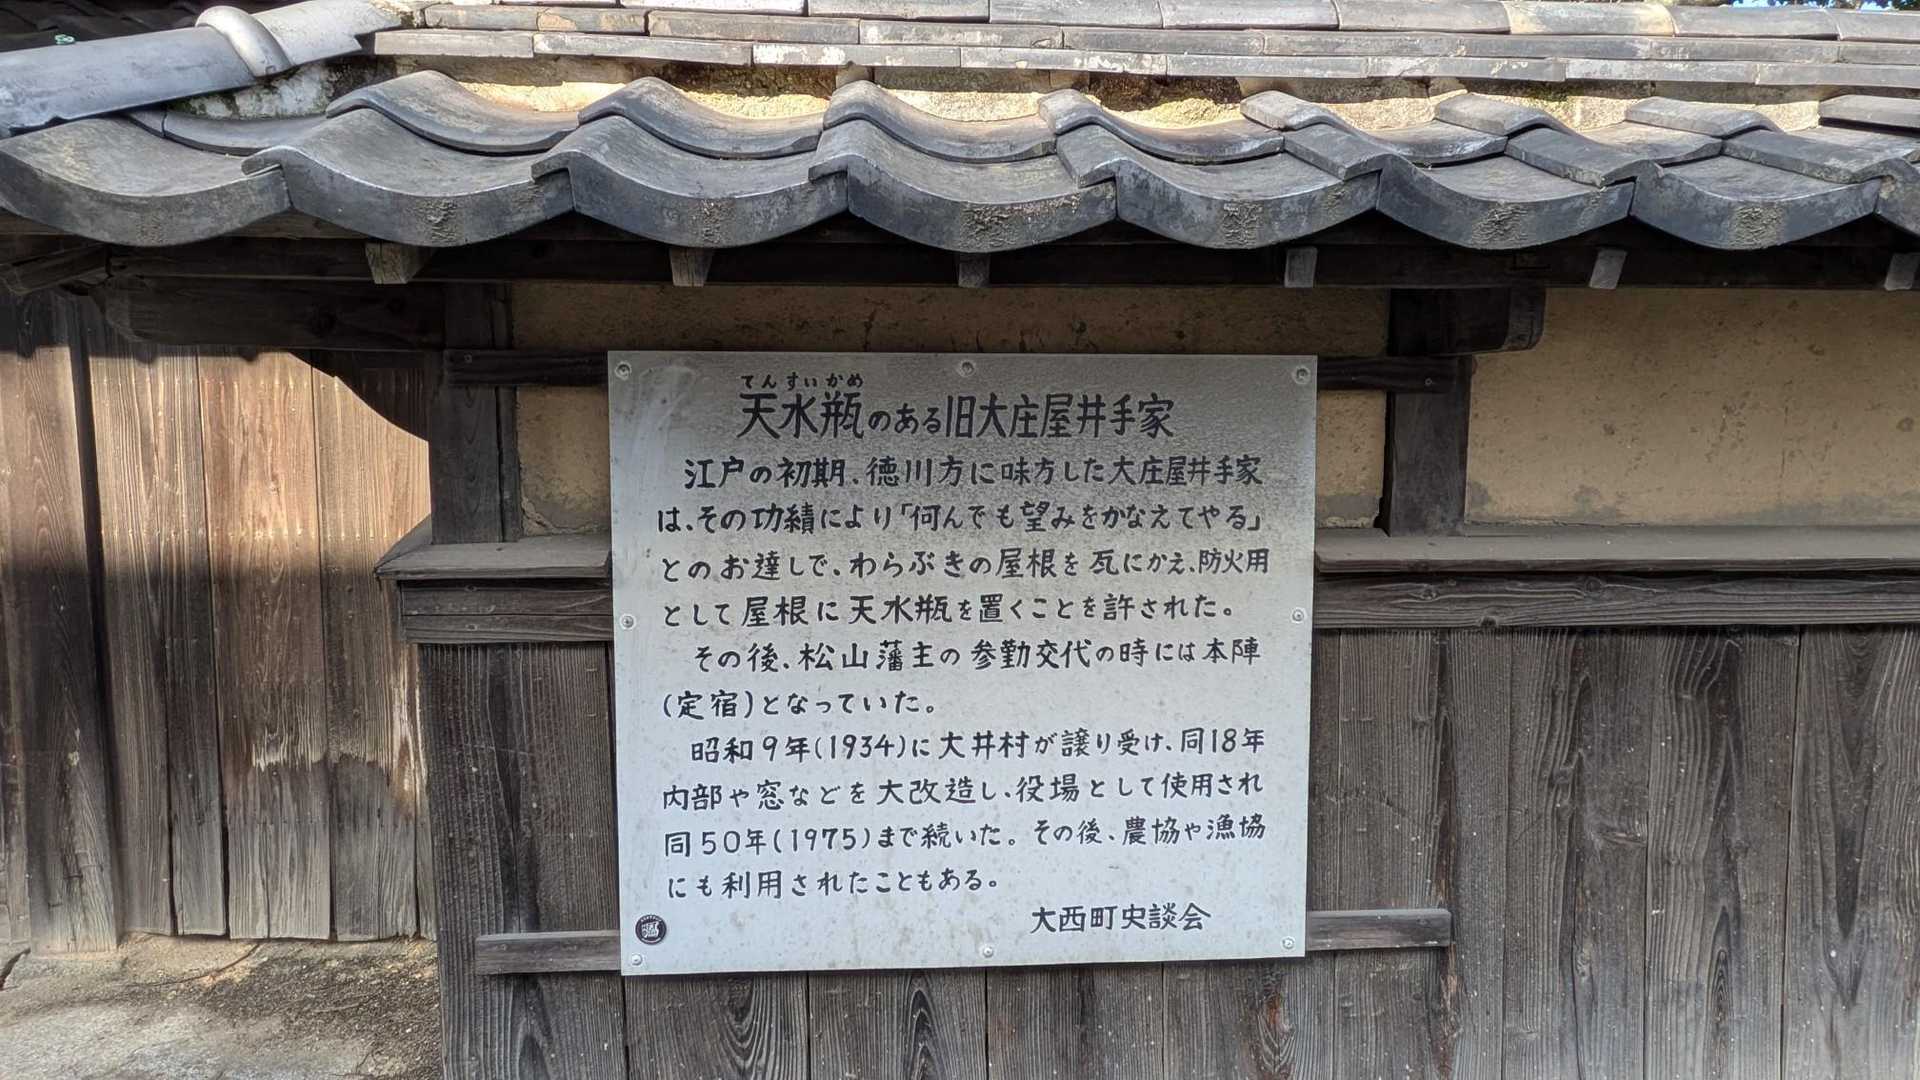 てんすいかめ
天水瓶のある旧大庄屋井手家
江戸の初期、徳川方に味方した大庄屋井手家
は、その功績により「何んでも望みをかなえてやる」
とのお達しで、わらぶきの屋根を瓦にかえ、防火用
として屋根に天水瓶を置くことを許された。
その後、松山藩主の参勤交代の時には本陣
(定宿)となっていた。
昭和9年(1934)に大井村が譲り受け、同18年
内部や窓などを大改造し、役場として使用され
同50年(1975)まで続いた。その後、農協や漁協
にも利用されたこともある。
大西町史談会